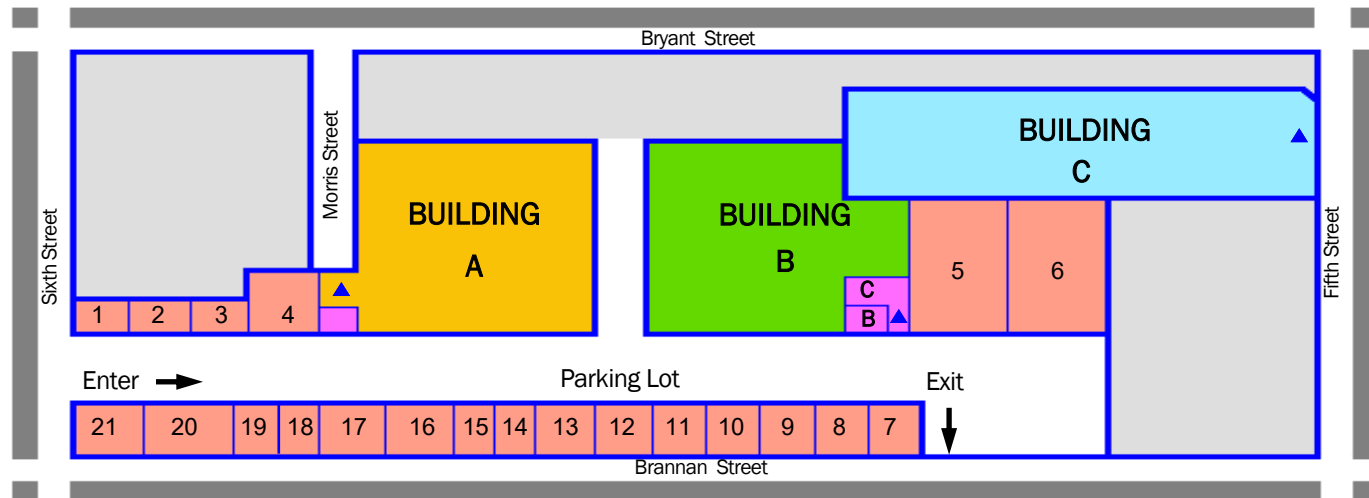 Bryant Street
Morris Street
Sixth Street
Fifth Street
BUILDING
A
BUILDING
B
BUILDING
C
C
B
1
2
3
4
5
6
Enter
Parking Lot
Exit
21
20
19
18
17
16
15
14
13
12
11
10
9
8
7
Brannan Street